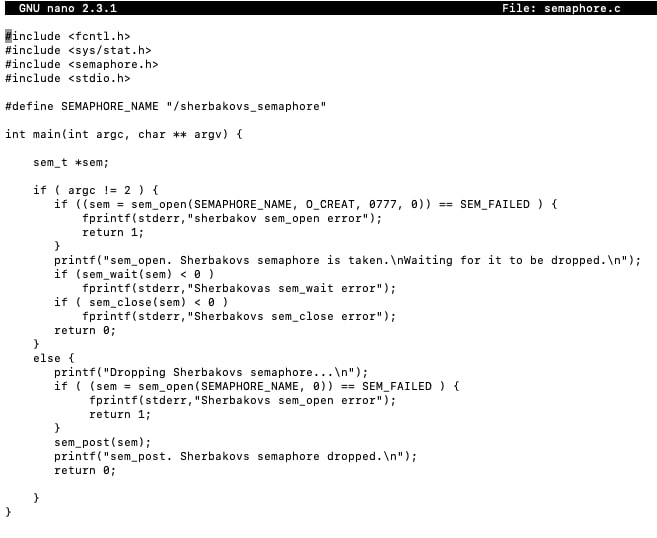 GNU nano 2.3.1 File: semaphore.c
#include <fcntl.h>
#include <sys/stat.h>
#include <semaphore.h>
#include <stdio.h>
#define SEMAPHORE_NAME "/sherbakovs_semaphore"
int main(int argc, char ** argv) {
sem_t *sem;
if ( argc != 2 ) {
if ((sem = sem_open(SEMAPHORE_NAME, O_CREAT, 0777, 0)) == SEM_FAILED ) {
fprintf(stderr,"sherbakov sem_open error");
return 1;
}
printf("sem_open. Sherbakovs semaphore is taken.\nWaiting for it to be dropped.\n");
if (sem_wait(sem) < 0 )
fprintf(stderr,"Sherbakovas sem_wait error");
if ( sem_close(sem) < 0 )
fprintf(stderr,"Sherbakovs sem_close error");
return 0;
}
else {
printf("Dropping Sherbakovs semaphore...\n");
if ( (sem = sem_open(SEMAPHORE_NAME, 0)) == SEM_FAILED ) {
fprintf(stderr,"Sherbakovs sem_open error");
return 1;
}
sem_post(sem);
printf("sem_post. Sherbakovs semaphore dropped.\n");
return 0;
}
}